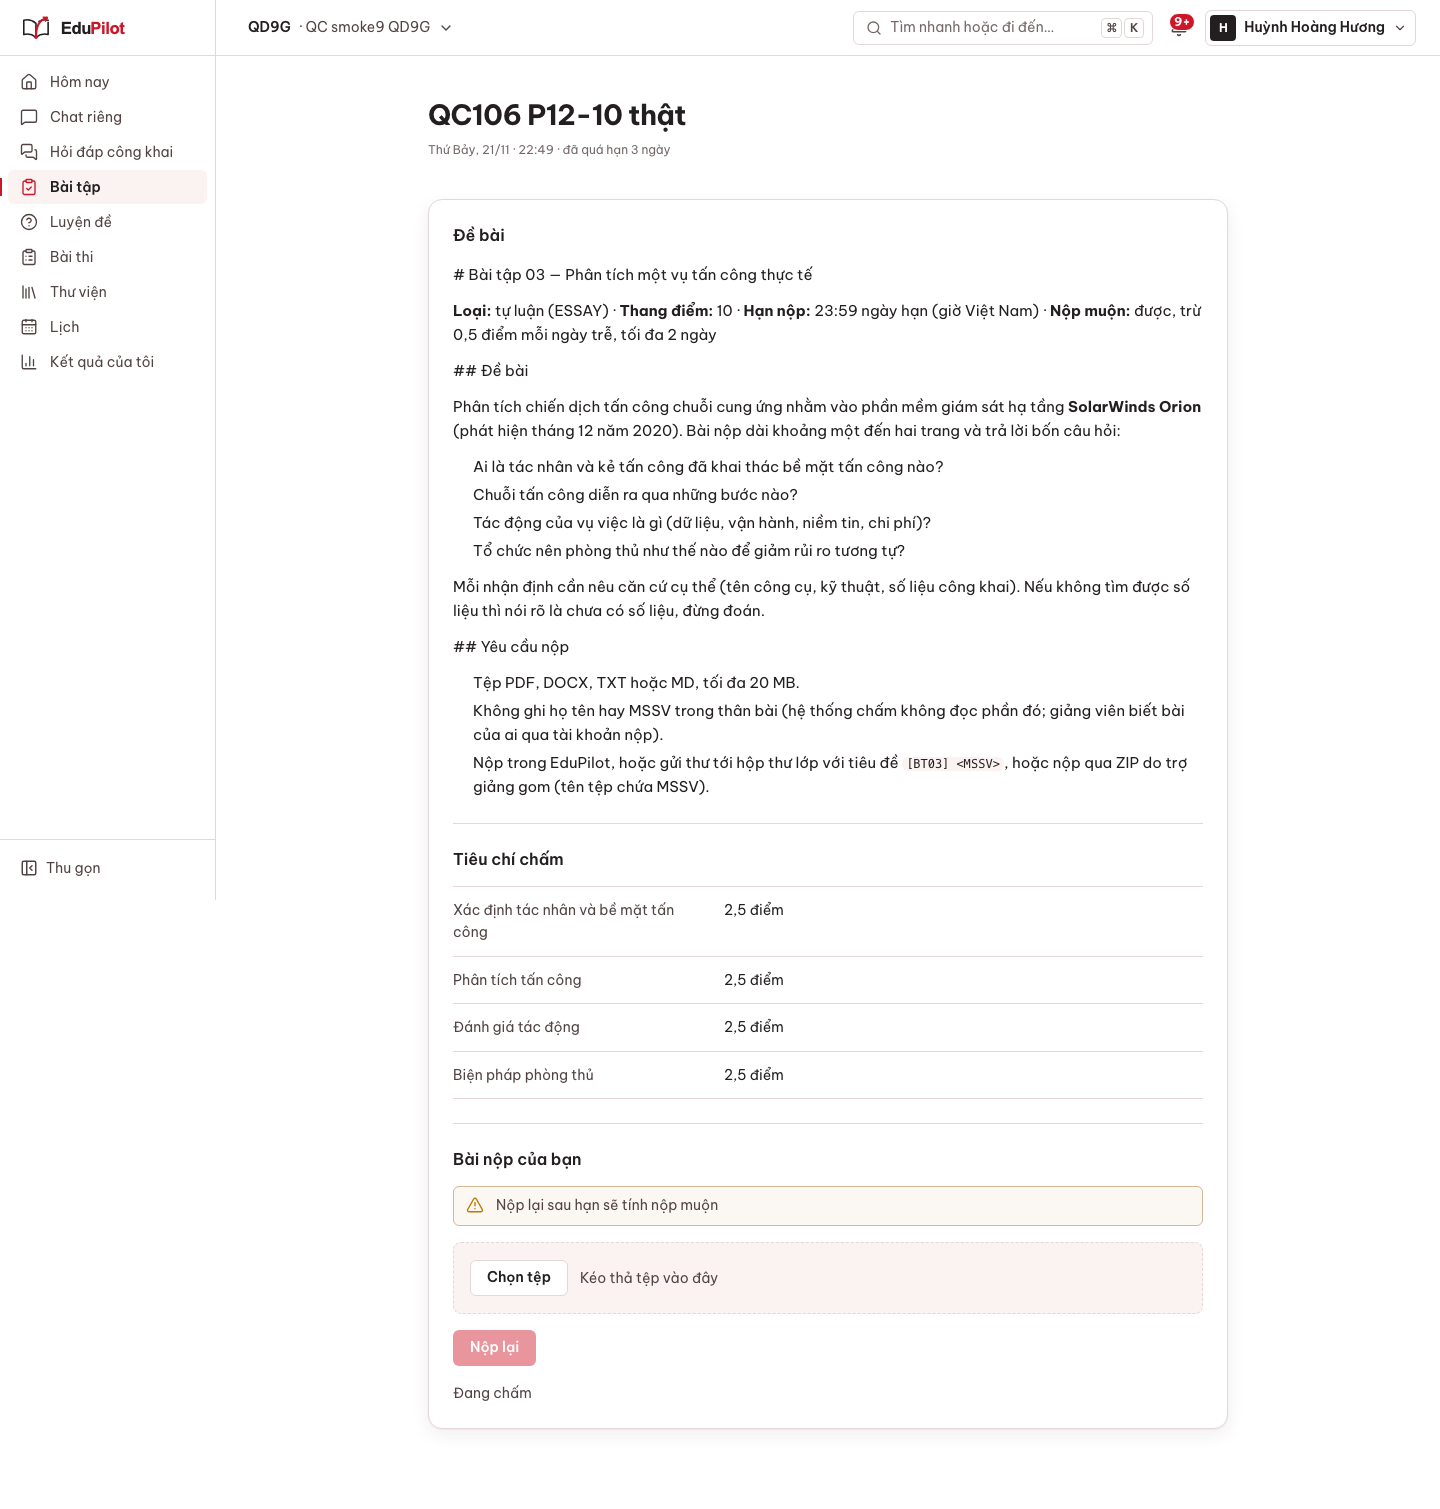 EduPilot
QD9G · QC smoke9 QD9G
Tìm nhanh hoặc đi đến...
⌘ K
9+
H
Huỳnh Hoàng Hương
Hôm nay
Chat riêng
Hỏi đáp công khai
Bài tập
Luyện đề
Bài thi
Thư viện
Lịch
Kết quả của tôi
Thu gọn
QC106 P12-10 thật
Thứ Bảy, 21/11 · 22:49 · đã quá hạn 3 ngày
Đề bài
# Bài tập 03 — Phân tích một vụ tấn công thực tế
Loại: tự luận (ESSAY) · Thang điểm: 10 · Hạn nộp: 23:59 ngày hạn (giờ Việt Nam) · Nộp muộn: được, trừ
0,5 điểm mỗi ngày trễ, tối đa 2 ngày
## Đề bài
Phân tích chiến dịch tấn công chuỗi cung ứng nhằm vào phần mềm giám sát hạ tầng SolarWinds Orion
(phát hiện tháng 12 năm 2020). Bài nộp dài khoảng một đến hai trang và trả lời bốn câu hỏi:
Ai là tác nhân và kẻ tấn công đã khai thác bề mặt tấn công nào?
Chuỗi tấn công diễn ra qua những bước nào?
Tác động của vụ việc là gì (dữ liệu, vận hành, niềm tin, chi phí)?
Tổ chức nên phòng thủ như thế nào để giảm rủi ro tương tự?
Mỗi nhận định cần nêu căn cứ cụ thể (tên công cụ, kỹ thuật, số liệu công khai). Nếu không tìm được số
liệu thì nói rõ là chưa có số liệu, đừng đoán.
## Yêu cầu nộp
Tệp PDF, DOCX, TXT hoặc MD, tối đa 20 MB.
Không ghi họ tên hay MSSV trong thân bài (hệ thống chấm không đọc phần đó; giảng viên biết bài
của ai qua tài khoản nộp).
Nộp trong EduPilot, hoặc gửi thư tới hộp thư lớp với tiêu đề [BT03] <MSSV>, hoặc nộp qua ZIP do trợ
giảng gom (tên tệp chứa MSSV).
Tiêu chí chấm
Xác định tác nhân và bề mặt tấn
công
2,5 điểm
Phân tích tấn công 2,5 điểm
Đánh giá tác động 2,5 điểm
Biện pháp phòng thủ 2,5 điểm
Bài nộp của bạn
Nộp lại sau hạn sẽ tính nộp muộn
Chọn tệp
Kéo thả tệp vào đây
Nộp lại
Đang chấm